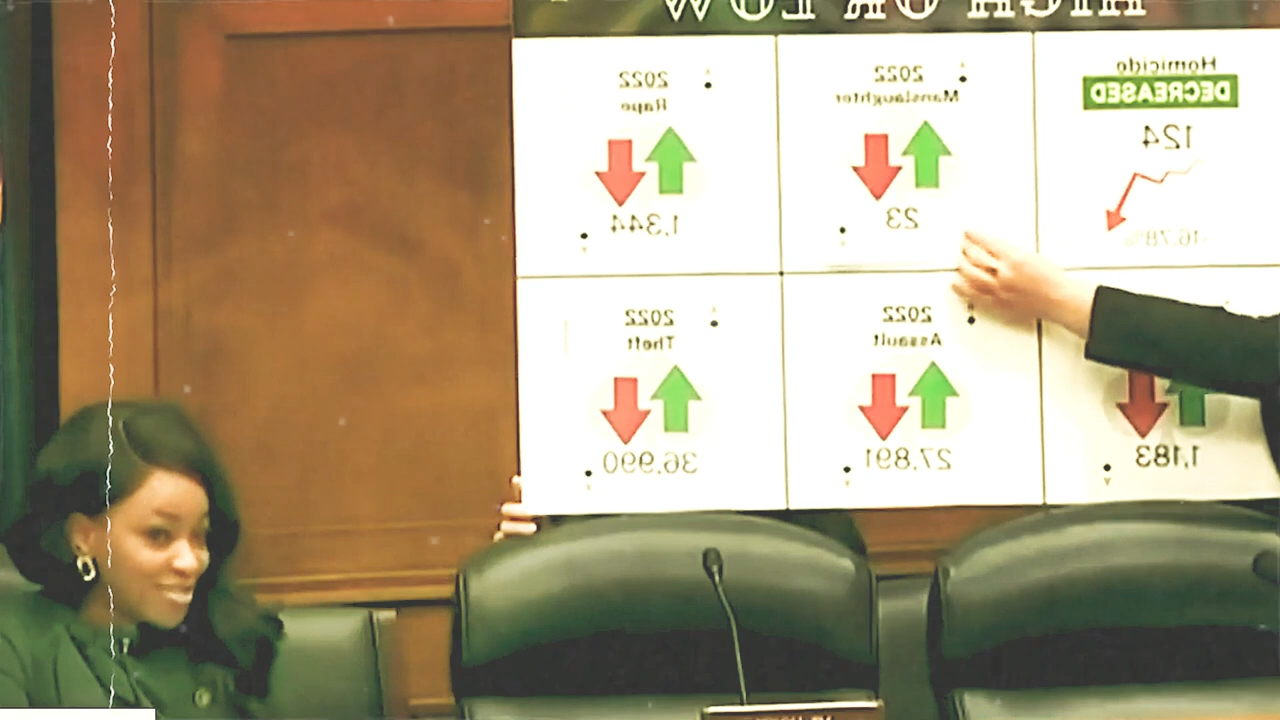 HIGH OR LOW
Homicide
DECREASED
124
2022
Manslaughter
23
2022
Rape
1,344
1,183
2022
Assault
27,891
2022
Theft
36,990